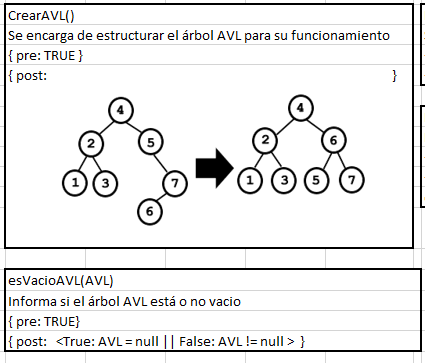 CrearAVL()
Se encarga de estructurar el árbol AVL para su funcionamiento
{ pre: TRUE }
{ post: }
4
4
2
5
2
6
1
3
7
1
3
5
7
6
esVacioAVL(AVL)
Informa si el árbol AVL está o no vacio
{ pre: TRUE}
{ post: <True: AVL = null || False: AVL != null > }